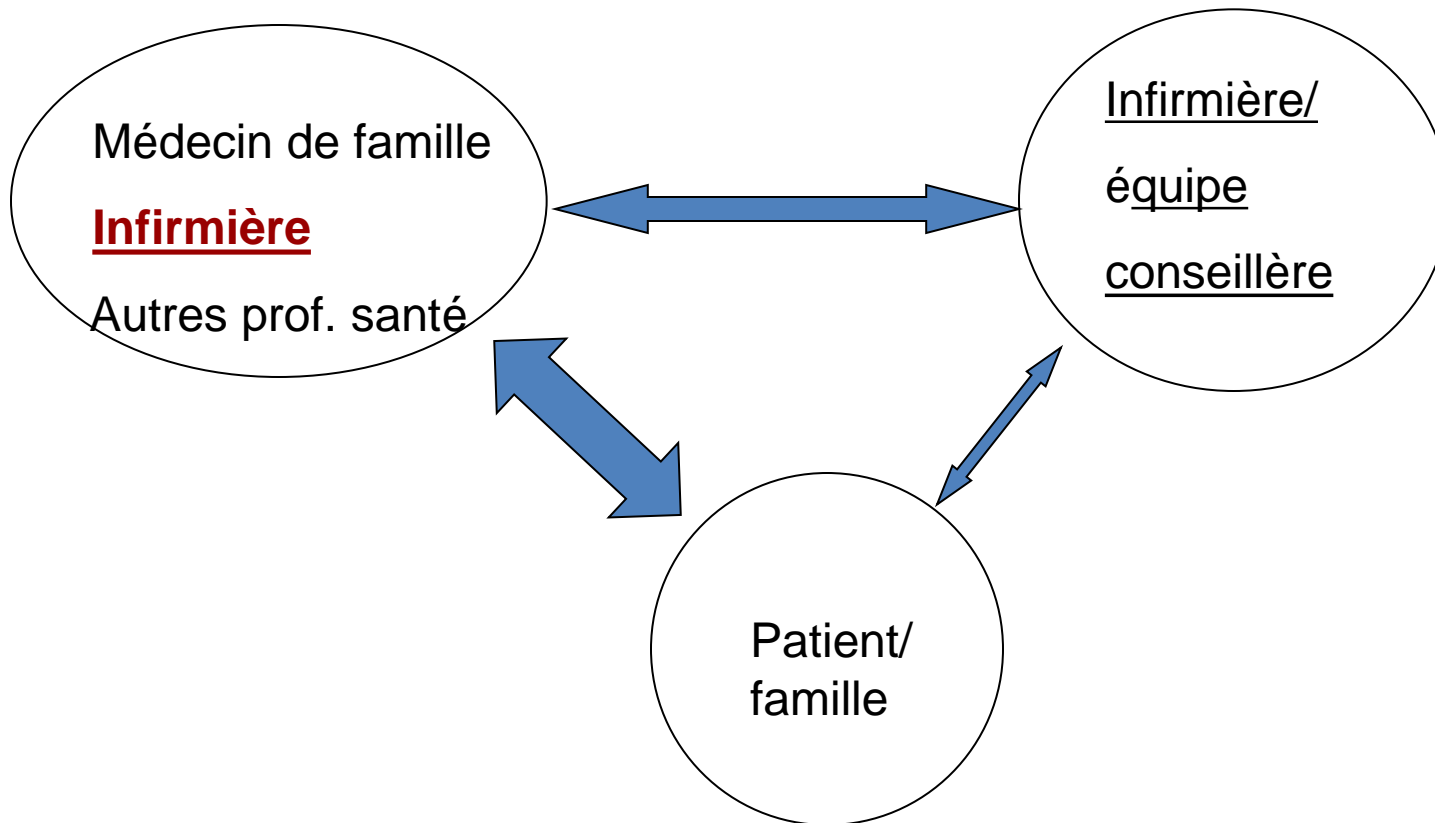 Médecin de famille
Infirmière
Autres prof. santé
Infirmière/
équipe
conseillère
Patient/
famille